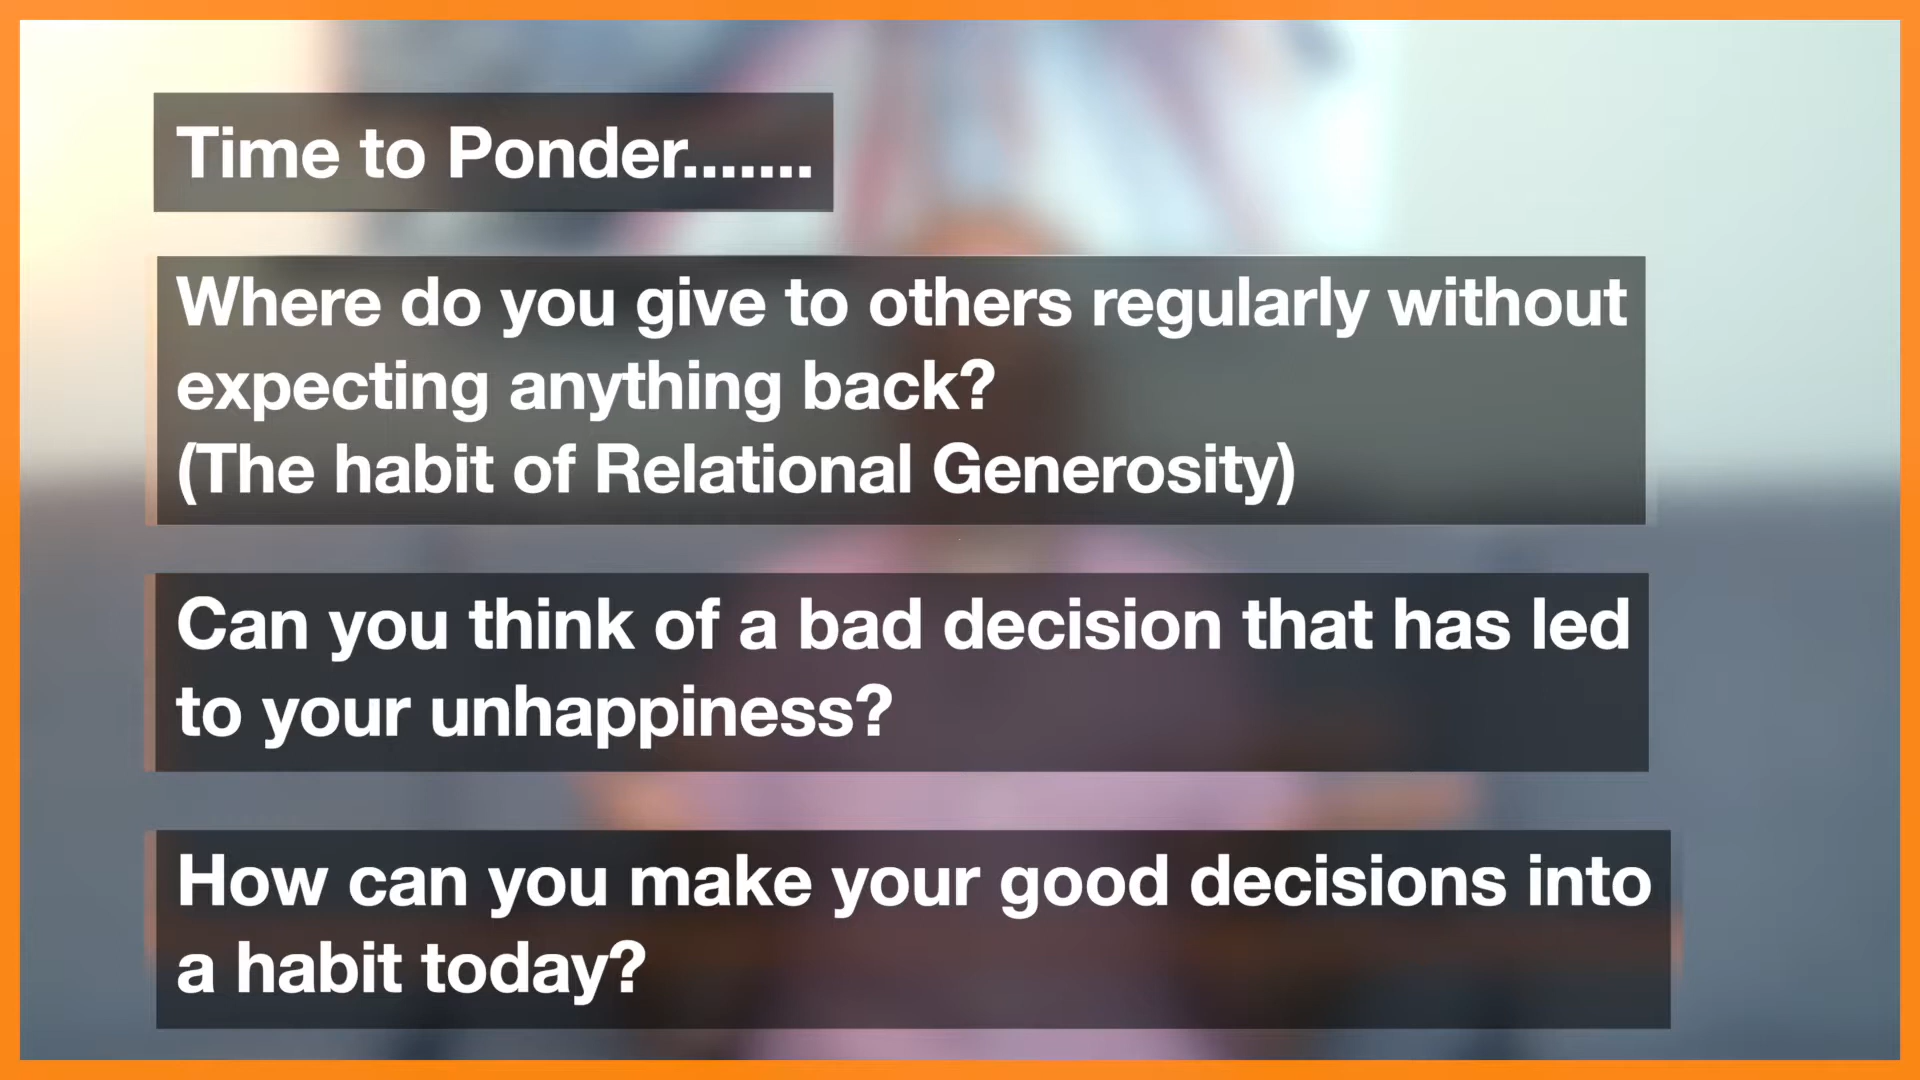 Time to Ponder.......
Where do you give to others regularly without
expecting anything back?
(The habit of Relational Generosity)
Can you think of a bad decision that has led
to your unhappiness?
How can you make your good decisions into
a habit today?